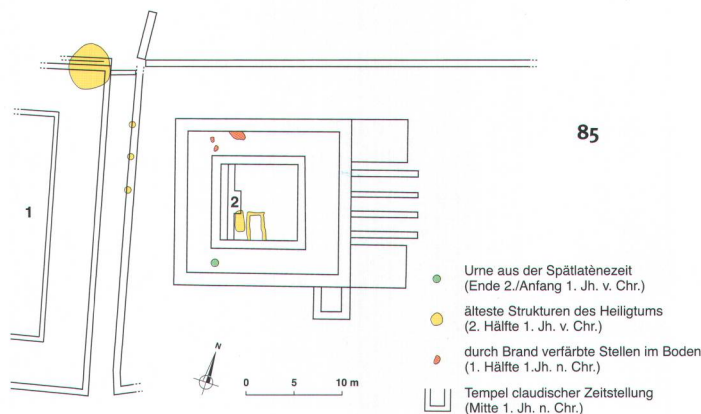 85
1
2
Urne aus der Spätlatènezeit
(Ende 2./Anfang 1. Jh. v. Chr.)
älteste Strukturen des Heiligtums
(2. Hälfte 1. Jh. v. Chr.)
durch Brand verfärbte Stellen im Boden
(1. Hälfte 1.Jh. n. Chr.)
Tempel claudischer Zeitstellung
(Mitte 1. Jh. n. Chr.)
N
0 5 10 m